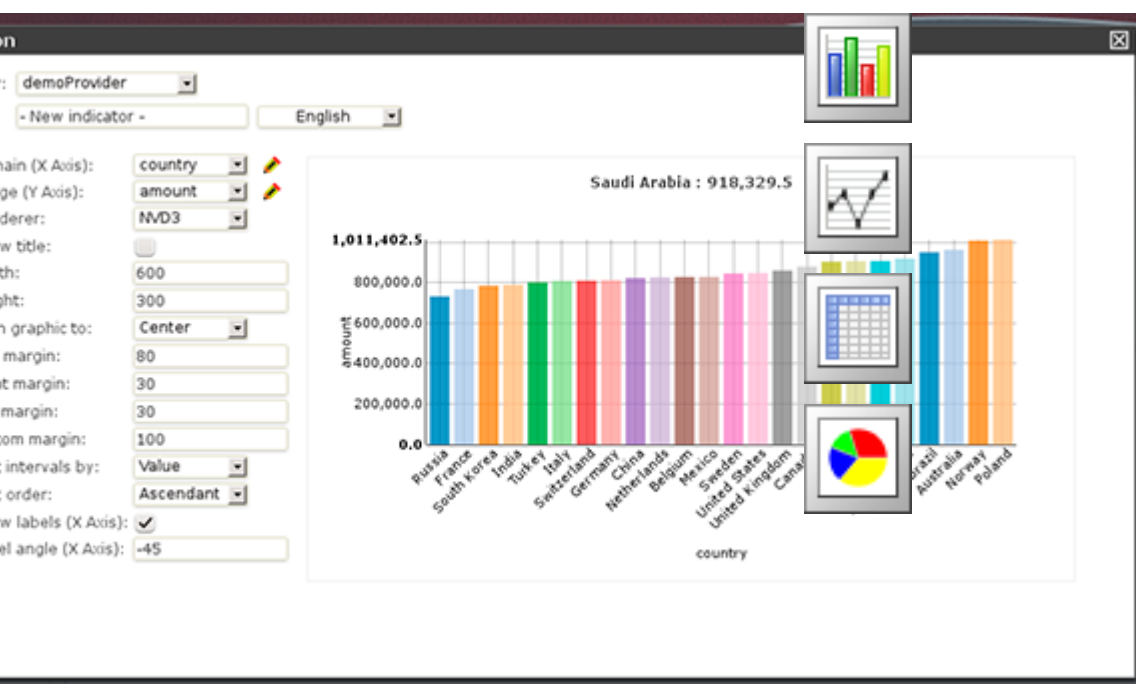 on
: demoProvider
- New indicator - English
main (X Axis): country
ge (Y Axis): amount
derer: NVD3
w title:
th: 600
ght: 300
n graphic to: Center
margin: 80
ht margin: 30
margin: 30
tom margin: 100
t intervals by: Value
t order: Ascendant
w labels (X Axis):
el angle (X Axis): -45
Saudi Arabia : 918,329.5
1,011,402.5
800,000.0
600,000.0
400,000.0
200,000.0
0.0
amount
Russia
France
South Korea
India
Turkey
Italy
Switzerland
Germany
China
Netherlands
Belgium
Mexico
Sweden
United States
United Kingdom
Canad
Brazil
Australia
Norway
Poland
country